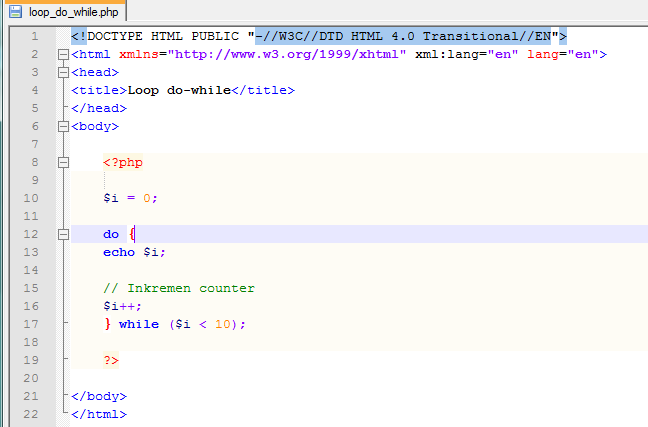 loop_do_while.php
1 <!DOCTYPE HTML PUBLIC "-//W3C//DTD HTML 4.0 Transitional//EN">
2 <html xmlns="http://www.w3.org/1999/xhtml" xml:lang="en" lang="en">
3 <head>
4 <title>Loop do-while</title>
5 </head>
6 <body>
7
8 <?php
9
10 $i = 0;
11
12 do {
13 echo $i;
14
15 // Inkremen counter
16 $i++;
17 } while ($i < 10);
18
19 ?>
20
21 </body>
22 </html>